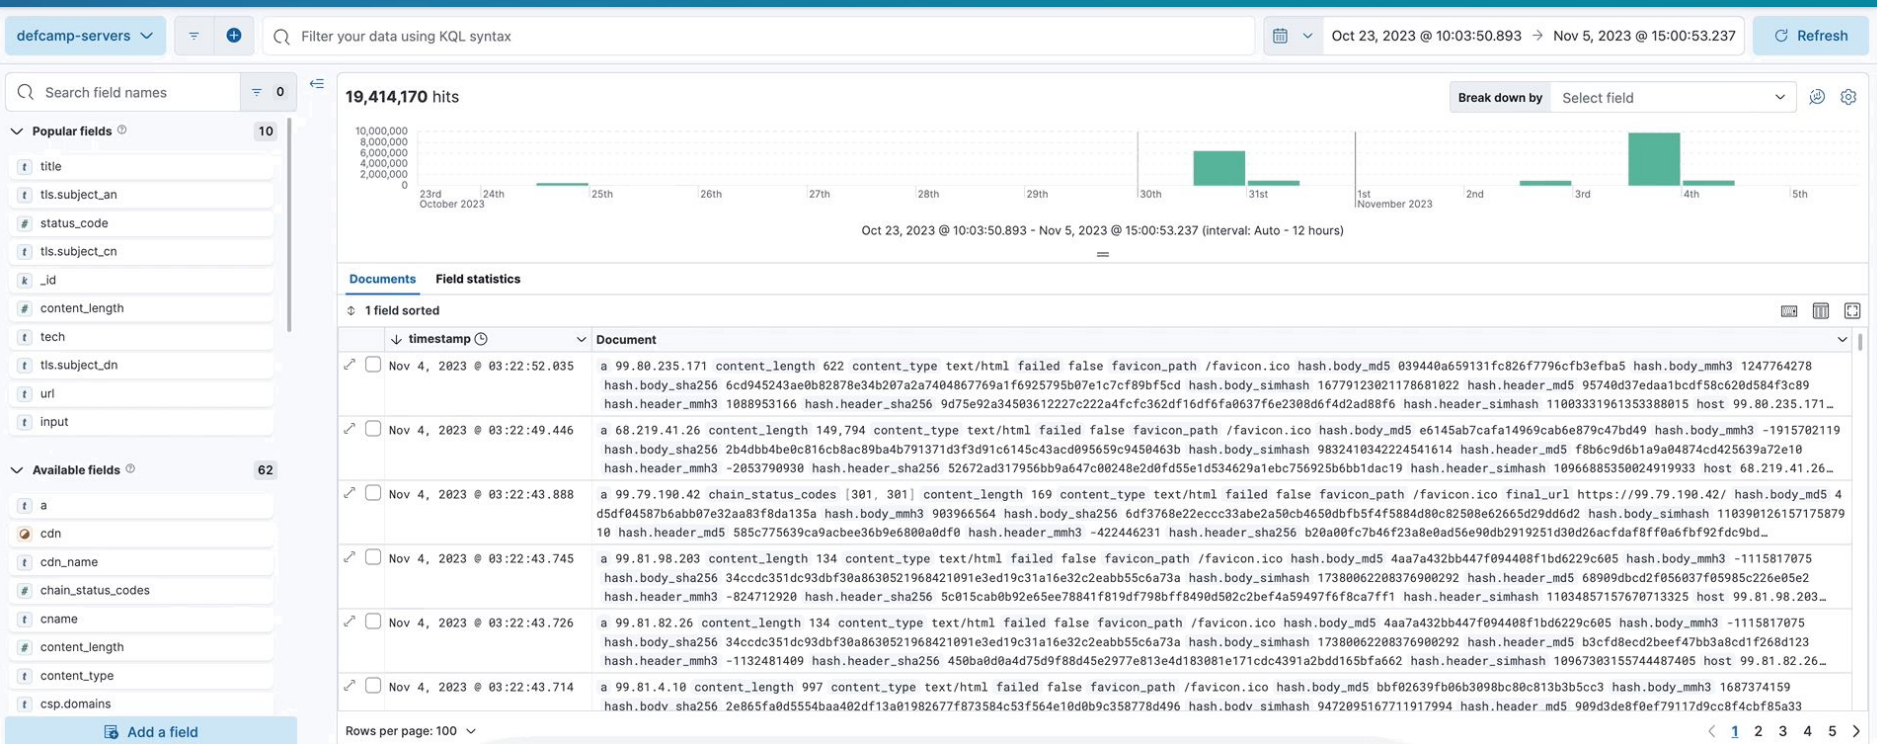 defcamp-servers
Filter your data using KQL syntax
Oct 23, 2023 @ 10:03:50.893 → Nov 5, 2023 @ 15:00:53.237
Refresh
Search field names
0
Popular fields 10
t title
t tls.subject_an
# status_code
t tls.subject_cn
k _id
# content_length
t tech
t tls.subject_dn
t url
t input
Available fields 62
t a
cdn
t cdn_name
# chain_status_codes
t cname
# content_length
t content_type
t csp.domains
Add a field
19,414,170 hits
Break down by Select field
10,000,000
8,000,000
6,000,000
4,000,000
2,000,000
0
23rd 24th 25th 26th 27th 28th 29th 30th 31st 1st 2nd 3rd 4th 5th
October 2023 November 2023
Oct 23, 2023 @ 10:03:50.893 - Nov 5, 2023 @ 15:00:53.237 (interval: Auto - 12 hours)
Documents Field statistics
1 field sorted
timestamp Document
Nov 4, 2023 @ 03:22:52.035 a 99.80.235.171 content_length 622 content_type text/html failed false favicon_path /favicon.ico hash.body_md5 039440a659131fc826f7796cfb3efba5 hash.body_mmh3 1247764278
hash.body_sha256 6cd945243ae0b82878e34b207a2a7404867769a1f6925795b07e1c7cf89bf5cd hash.body_simhash 16779123021178681022 hash.header_md5 95740d37edaa1bcdf58c620d584f3c89
hash.header_mmh3 1088953166 hash.header_sha256 9d75e92a34503612227c222a4fcfc362df16df6fa0637f6e2308d6f4d2ad88f6 hash.header_simhash 11003331961353388015 host 99.80.235.171…
Nov 4, 2023 @ 03:22:49.446 a 68.219.41.26 content_length 149,794 content_type text/html failed false favicon_path /favicon.ico hash.body_md5 e6145ab7cafa14969cab6e879c47bd49 hash.body_mmh3 -1915702119
hash.body_sha256 2b4dbb4be0c816cb8ac89ba4b791371d3f3d91c6145c43acd095659c9450463b hash.body_simhash 9832410342224541614 hash.header_md5 f8b6c9d6b1a9a04874cd425639a72e10
hash.header_mmh3 -2053790930 hash.header_sha256 52672ad317956bb9a647c00248e2d0fd55e1d534629a1ebc756925b6bb1dac19 hash.header_simhash 10966885350024919933 host 68.219.41.26…
Nov 4, 2023 @ 03:22:43.888 a 99.79.190.42 chain_status_codes [301, 301] content_length 169 content_type text/html failed false favicon_path /favicon.ico final_url https://99.79.190.42/ hash.body_md5 4
d5df04587b6abb07e32aa83f8da135a hash.body_mmh3 903966564 hash.body_sha256 6df3768e22eccc33abe2a50cb4650dbfb5f4f5884d80c82508e62665d29dd6d2 hash.body_simhash 110390126157175879
10 hash.header_md5 585c775639ca9acbee36b9e6800a0df0 hash.header_mmh3 -422446231 hash.header_sha256 b20a00fc7b46f23a8e0ad56e90db2919251d30d26acfdaf8ff0a6fbf92fdc9bd…
Nov 4, 2023 @ 03:22:43.745 a 99.81.98.203 content_length 134 content_type text/html failed false favicon_path /favicon.ico hash.body_md5 4aa7a432bb447f094408f1bd6229c605 hash.body_mmh3 -1115817075
hash.body_sha256 34ccdc351dc93dbf30a8630521968421091e3ed19c31a16e32c2eabb55c6a73a hash.body_simhash 17380062208376900292 hash.header_md5 68909dbcd2f056037f05985c226e05e2
hash.header_mmh3 -824712920 hash.header_sha256 5c015cab0b92e65ee78841f819df798bff8490d502c2bef4a59497f6f8ca7ff1 hash.header_simhash 11034857157670713325 host 99.81.98.203…
Nov 4, 2023 @ 03:22:43.726 a 99.81.82.26 content_length 134 content_type text/html failed false favicon_path /favicon.ico hash.body_md5 4aa7a432bb447f094408f1bd6229c605 hash.body_mmh3 -1115817075
hash.body_sha256 34ccdc351dc93dbf30a8630521968421091e3ed19c31a16e32c2eabb55c6a73a hash.body_simhash 17380062208376900292 hash.header_md5 b3cfd8ecd2beef47bb3a8cd1f268d123
hash.header_mmh3 -1132481409 hash.header_sha256 450ba0d0a4d75d9f88d45e2977e813e4d183081e171cdc4391a2bdd165bfa662 hash.header_simhash 10967303155744487405 host 99.81.82.26…
Nov 4, 2023 @ 03:22:43.714 a 99.81.4.10 content_length 997 content_type text/html failed false favicon_path /favicon.ico hash.body_md5 bbf02639fb06b3098bc80c813b3b5cc3 hash.body_mmh3 1687374159
hash.body_sha256 2e865fa0d5554baa402df13a01982677f873584c53f564e10d0b9c358778d496 hash.body_simhash 9472095167711917994 hash.header_md5 909d3de8f0ef79117d9cc8f4cbf85a33
Rows per page: 100 1 2 3 4 5